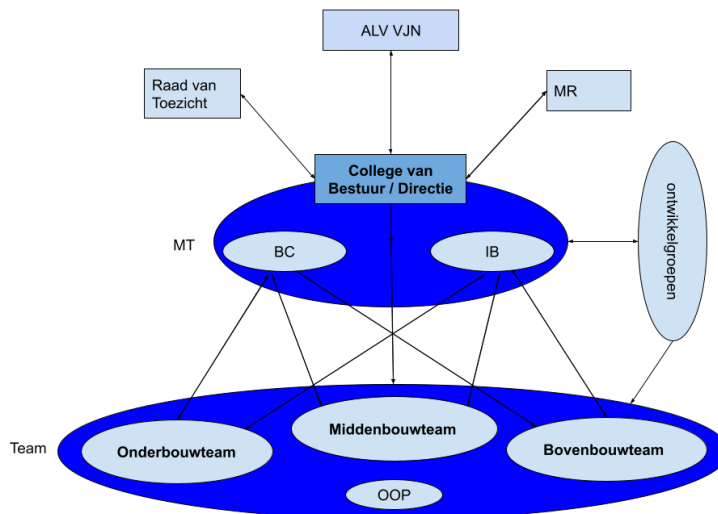 ALV VJN
Raad van
Toezicht
MR
College van
Bestuur / Directie
ontwikkelgroepen
MT
BC
IB
Team
Onderbouwteam
Middenbouwteam
Bovenbouwteam
OOP